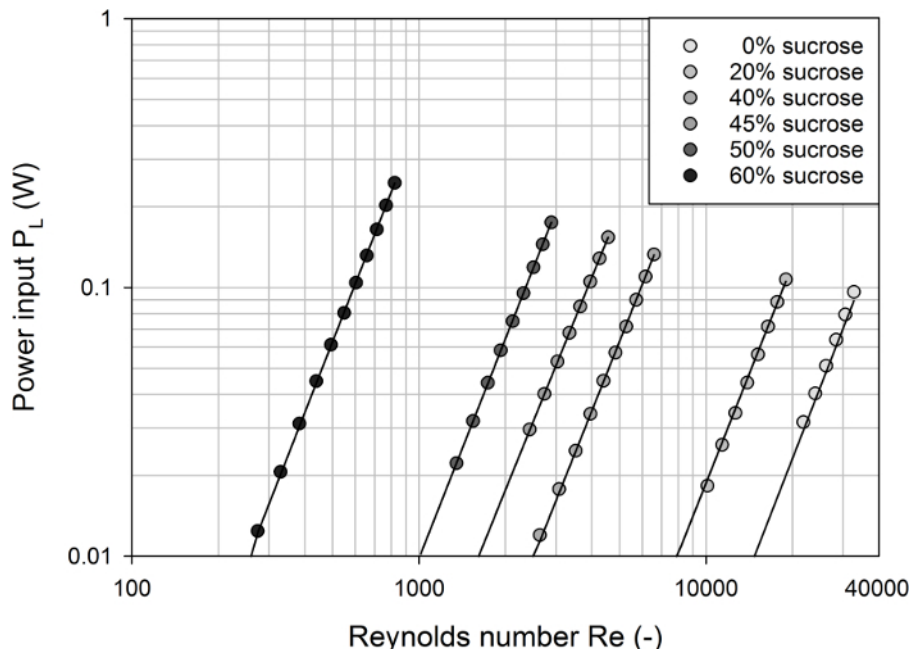 1
0% sucrose
20% sucrose
40% sucrose
45% sucrose
50% sucrose
60% sucrose
Power input P_L (W)
0.1
0.01
100 1000 10000 40000
Reynolds number Re (-)